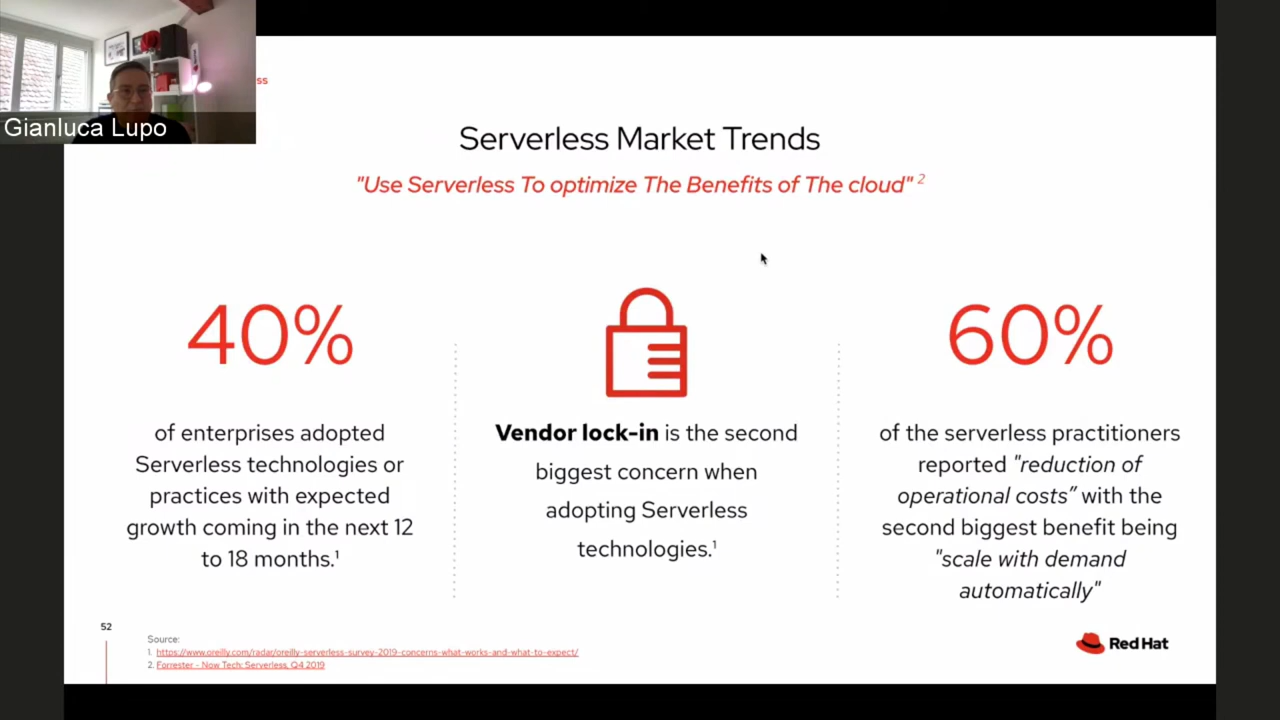 ss
Gianluca Lupo
Serverless Market Trends
"Use Serverless To optimize The Benefits of The cloud" 2
40%
of enterprises adopted
Serverless technologies or
practices with expected
growth coming in the next 12
to 18 months.¹
Vendor lock-in is the second
biggest concern when
adopting Serverless
technologies.¹
60%
of the serverless practitioners
reported "reduction of
operational costs" with the
second biggest benefit being
"scale with demand
automatically"
52
Source:
1. https://www.oreilly.com/radar/oreilly-serverless-survey-2019-concerns-what-works-and-what-to-expect/
2. Forrester - Now Tech: Serverless, Q4 2019
Red Hat